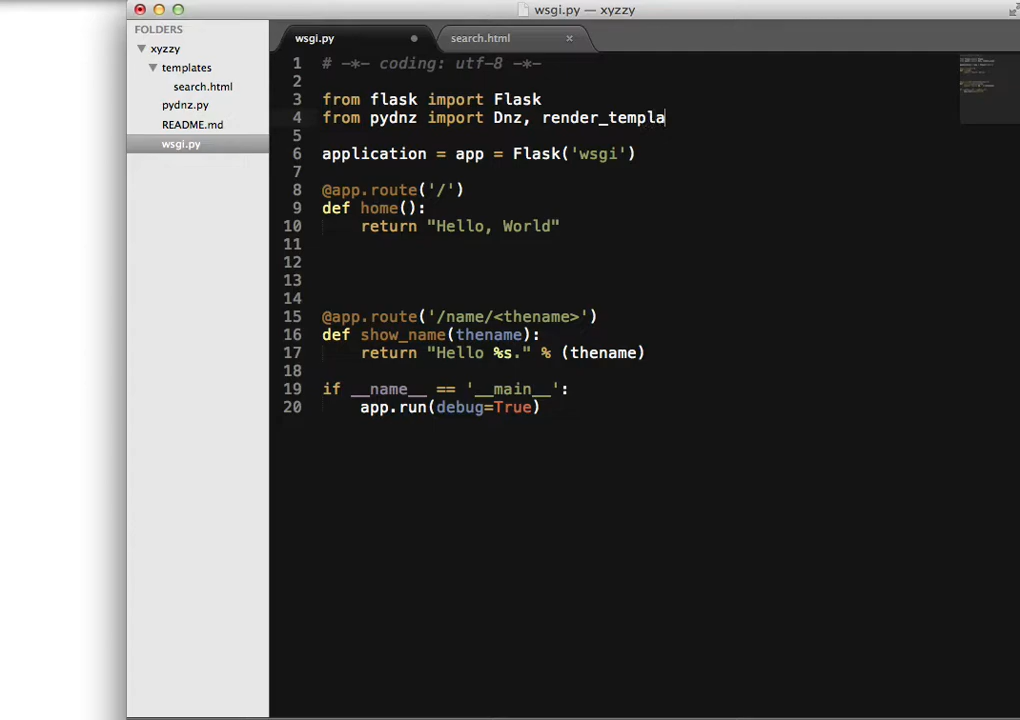 wsgi.py — xyzzy
FOLDERS
xyzzy
templates
search.html
pydnz.py
README.md
wsgi.py
wsgi.py
search.html
1 # -*- coding: utf-8 -*-
2
3 from flask import Flask
4 from pydnz import Dnz, render_templa
5
6 application = app = Flask('wsgi')
7
8 @app.route('/')
9 def home():
10     return "Hello, World"
11
12
13
14
15 @app.route('/name/<thename>')
16 def show_name(thename):
17     return "Hello %s." % (thename)
18
19 if __name__ == '__main__':
20     app.run(debug=True)